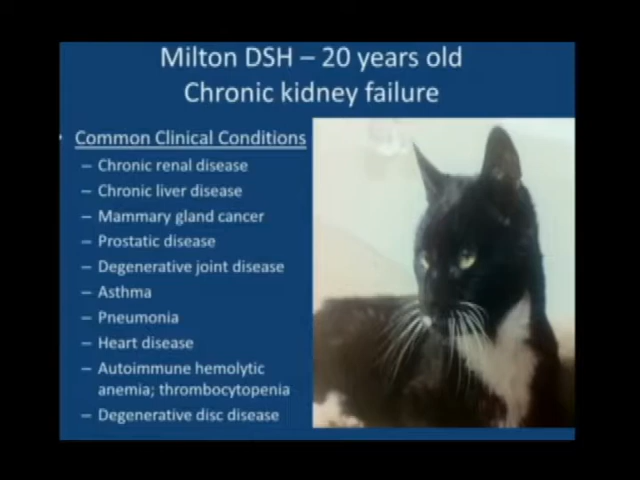 Milton DSH – 20 years old
Chronic kidney failure
Common Clinical Conditions
– Chronic renal disease
– Chronic liver disease
– Mammary gland cancer
– Prostatic disease
– Degenerative joint disease
– Asthma
– Pneumonia
– Heart disease
– Autoimmune hemolytic
anemia; thrombocytopenia
– Degenerative disc disease